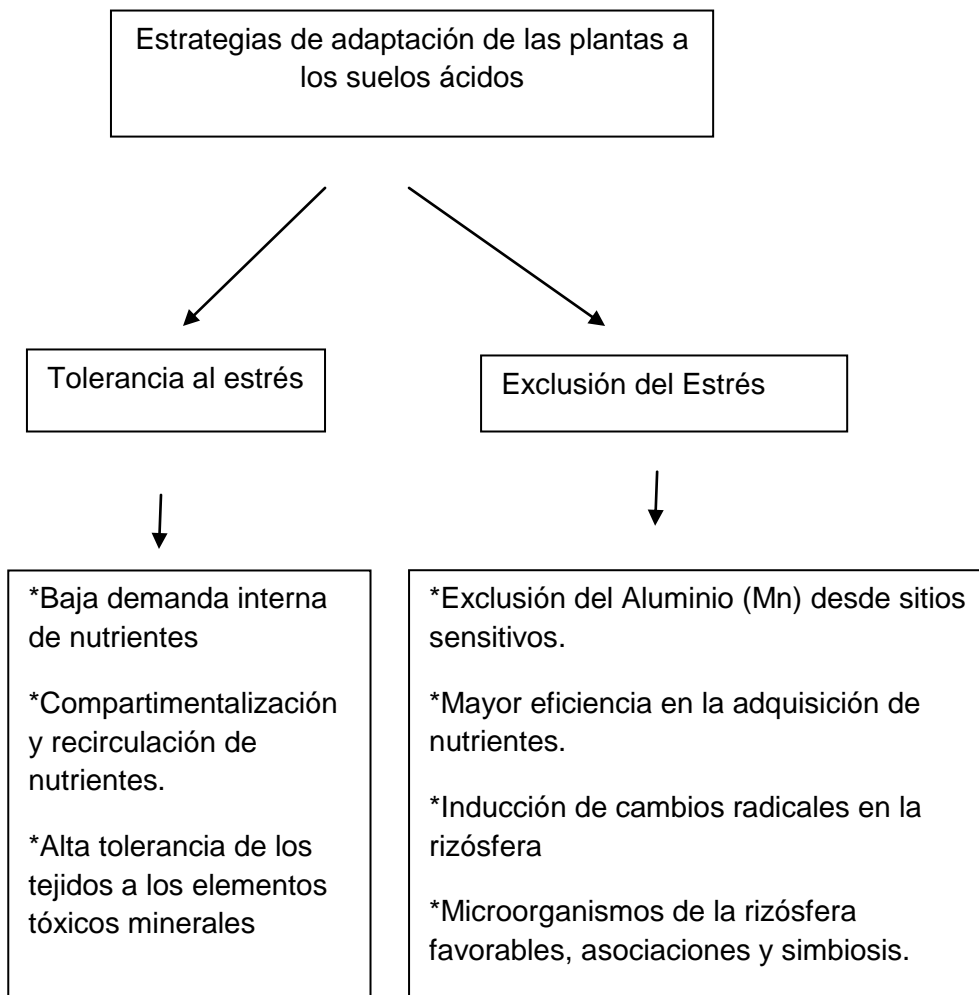 Estrategias de adaptación de las plantas a
los suelos ácidos
Tolerancia al estrés
Exclusión del Estrés
*Baja demanda interna
de nutrientes
*Compartimentalización
y recirculación de
nutrientes.
*Alta tolerancia de los
tejidos a los elementos
tóxicos minerales
*Exclusión del Aluminio (Mn) desde sitios
sensitivos.
*Mayor eficiencia en la adquisición de
nutrientes.
*Inducción de cambios radicales en la
rizósfera
*Microorganismos de la rizósfera
favorables, asociaciones y simbiosis.